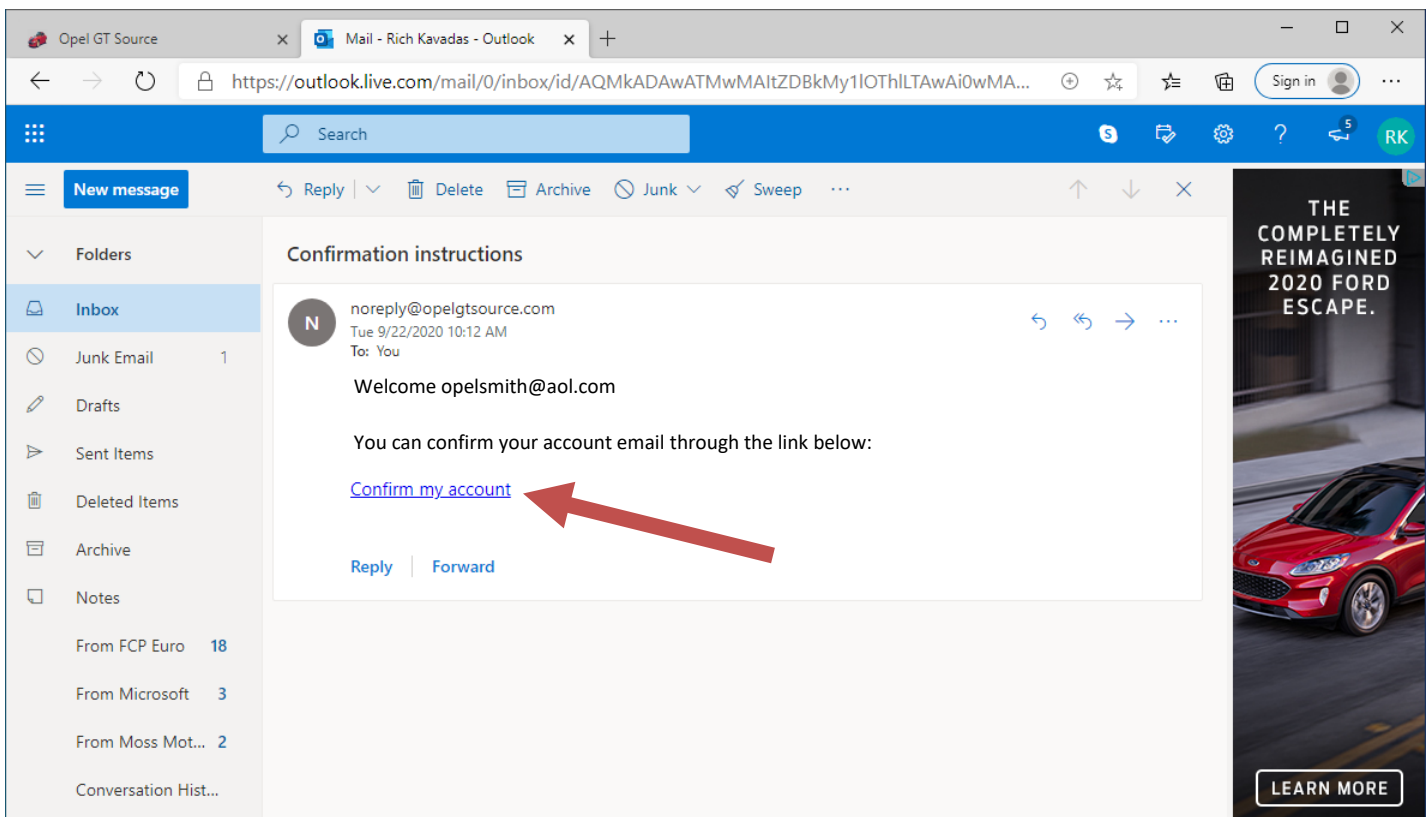 Opel GT Source
Mail - Rich Kavadas - Outlook
https://outlook.live.com/mail/0/inbox/id/AQMkADAwATMwMAItZDBkMy1lOThlLTAwAi0wMA...
Sign in
Search
S
?
5
RK
New message
Reply
Delete
Archive
Junk
Sweep
Folders
Inbox
Junk Email 1
Drafts
Sent Items
Deleted Items
Archive
Notes
From FCP Euro 18
From Microsoft 3
From Moss Mot... 2
Conversation Hist...
Confirmation instructions
N
noreply@opelgtsource.com
Tue 9/22/2020 10:12 AM
To: You
Welcome opelsmith@aol.com
You can confirm your account email through the link below:
Confirm my account
Reply Forward
THE
COMPLETELY
REIMAGINED
2020 FORD
ESCAPE.
LEARN MORE